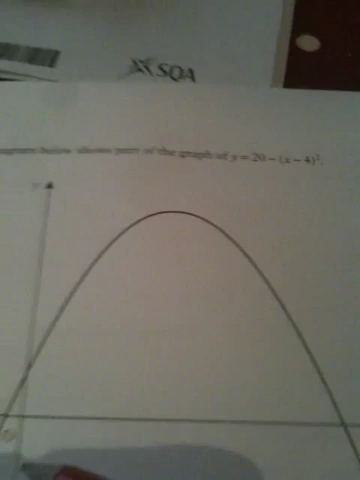 SQA
diagram below shows part of the graph of y = 20 − (x − 4)².
y